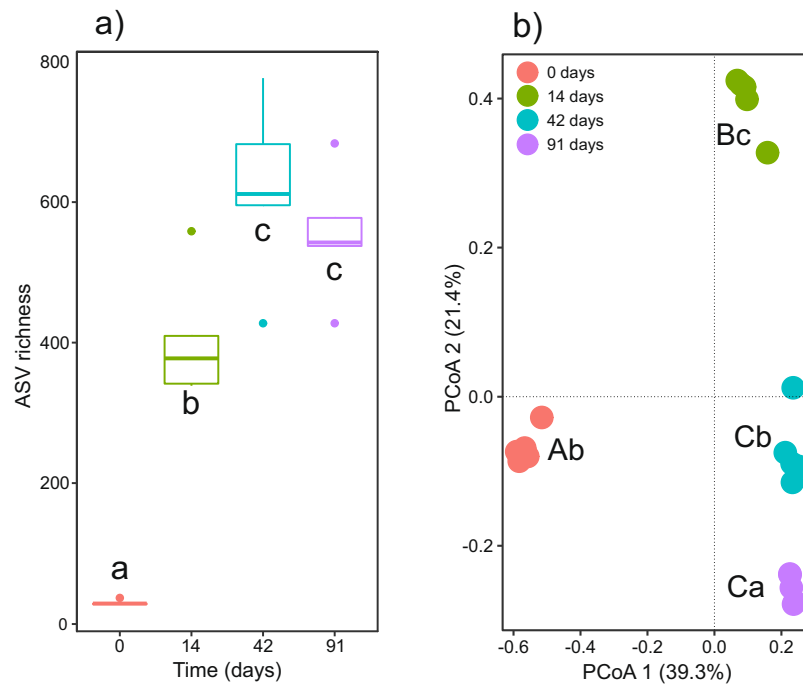 a)
800
600
400
200
0
ASV richness
a
b
c
c
0 14 42 91
Time (days)
b)
0 days
14 days
42 days
91 days
0.4
0.2
0.0
-0.2
PCoA 2 (21.4%)
Bc
Ab
Cb
Ca
-0.6 -0.4 -0.2 0.0 0.2
PCoA 1 (39.3%)